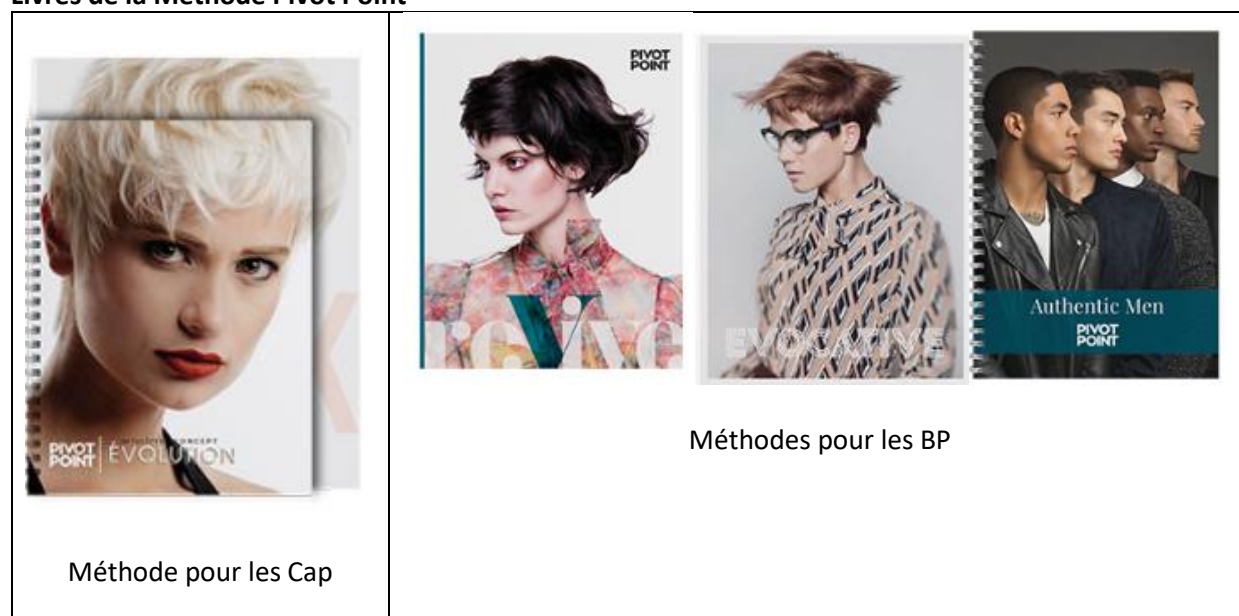 Livres de la Méthode Pivot Point
PIVOT
POINT
ÉVOLUTION
Méthode pour les Cap
PIVOT
POINT
reVive
EVOCATIVE
Authentic Men
PIVOT
POINT
Méthodes pour les BP